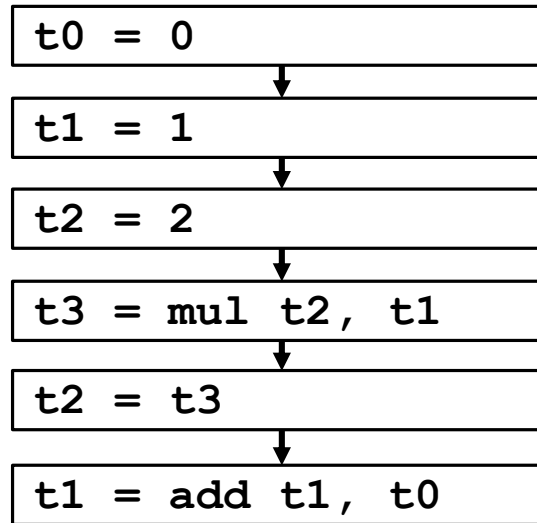 t0 = 0
t1 = 1
t2 = 2
t3 = mul t2, t1
t2 = t3
t1 = add t1, t0